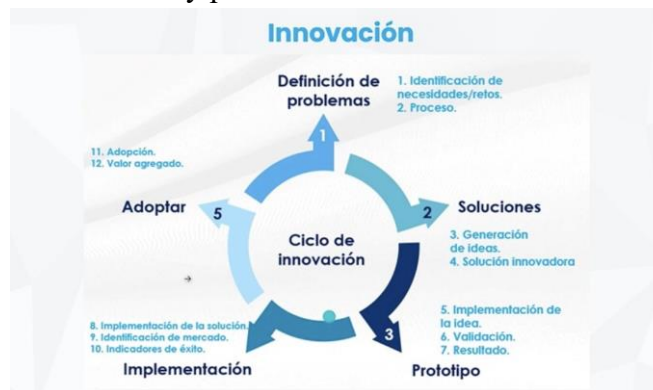 Innovación
Definición de
problemas
1. Identificación de
necesidades/retos.
2. Proceso.
1
11. Adopción.
12. Valor agregado.
Adoptar
5
2
Soluciones
3. Generación
de ideas.
4. Solución innovadora
Ciclo de
innovación
5. Implementación de
la idea.
6. Validación.
7. Resultado.
3
Prototipo
8. Implementación de la solución.
9. Identificación de mercado.
10. Indicadores de éxito.
Implementación